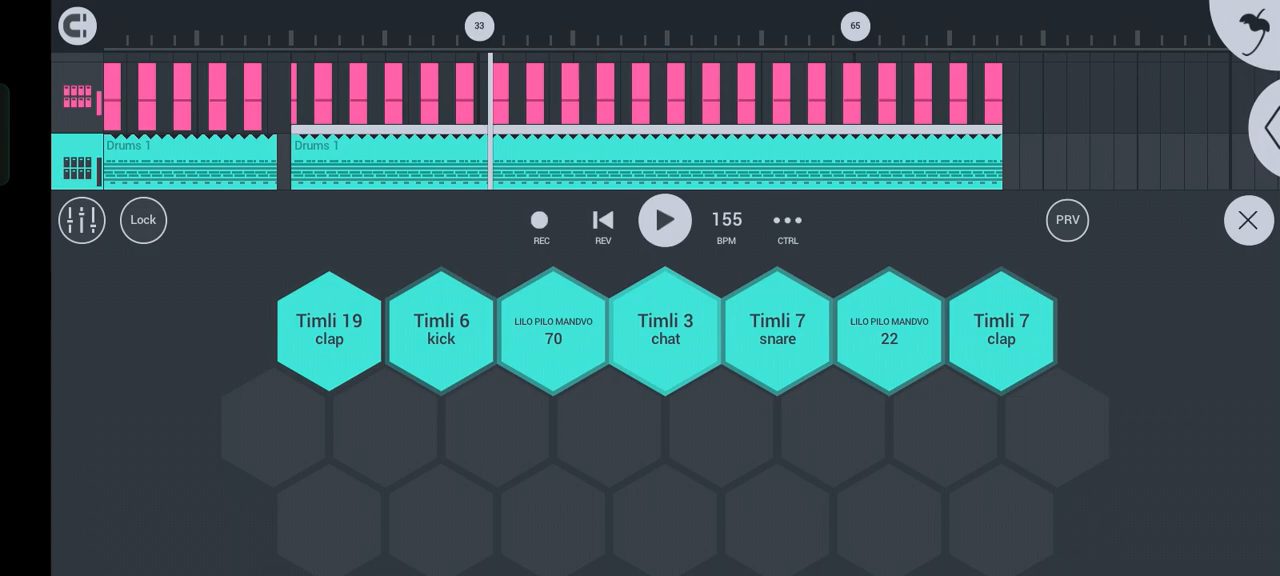 33
65
Drums 1
Drums 1
Lock
REC
REV
155
BPM
CTRL
PRV
Timli 19
clap
Timli 6
kick
LILO PILO MANDVO
70
Timli 3
chat
Timli 7
snare
LILO PILO MANDVO
22
Timli 7
clap